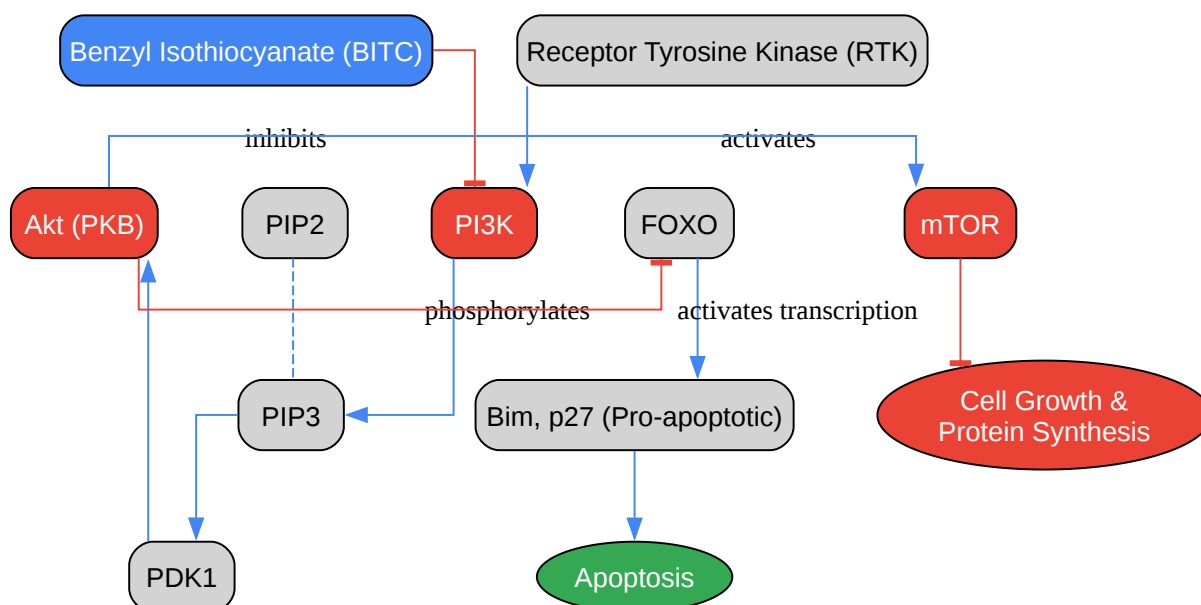 Benzyl Isothiocyanate (BITC)
Receptor Tyrosine Kinase (RTK)
inhibits
activates
Akt (PKB)
PIP2
PI3K
FOXO
mTOR
phosphorylates
activates transcription
PIP3
Bim, p27 (Pro-apoptotic)
Cell Growth &
Protein Synthesis
PDK1
Apoptosis